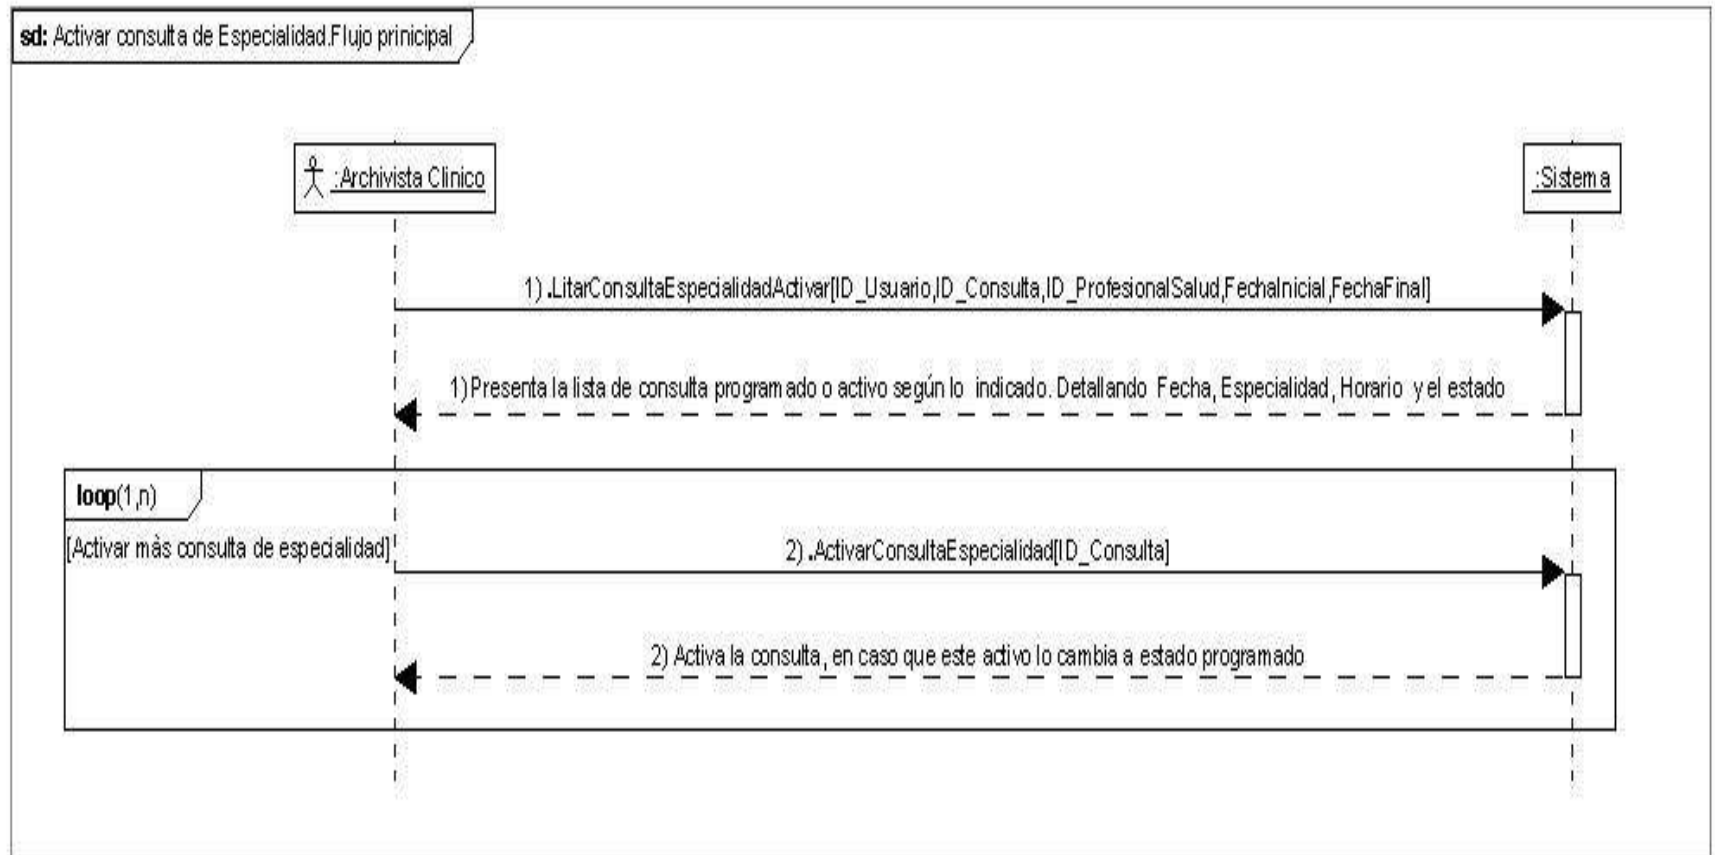 sd: Activar consulta de Especialidad.Flujo prinicipal
:Archivista Clinico
:Sistema
1) .LitarConsultaEspecialidadActivar[ID_Usuario,ID_Consulta,ID_ProfesionalSalud,FechaInicial,FechaFinal]
1) Presenta la lista de consulta programado o activo según lo indicado. Detallando Fecha, Especialidad, Horario y el estado
loop(1,n)
[Activar màs consulta de especialidad]
2) .ActivarConsultaEspecialidad[ID_Consulta]
2) Activa la consulta, en caso que este activo lo cambia a estado programado